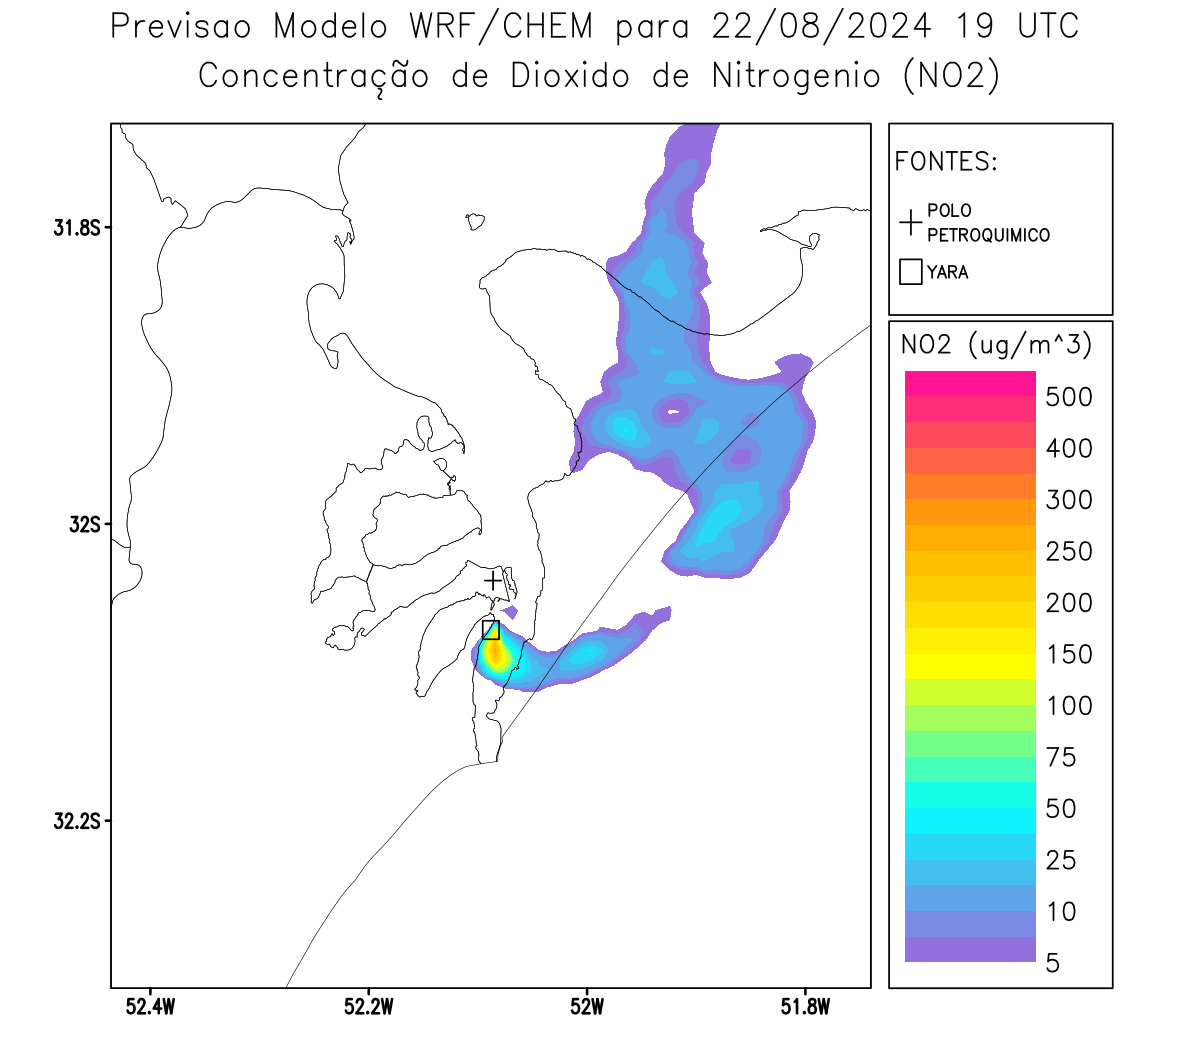 Previsao Modelo WRF/CHEM para 22/08/2024 19 UTC
Concentração de Dioxido de Nitrogenio (NO2)
FONTES:
POLO
PETROQUIMICO
YARA
NO2 (ug/m^3)
500
400
300
250
200
150
100
75
50
25
10
5
31.8S
32S
32.2S
52.4W
52.2W
52W
51.8W